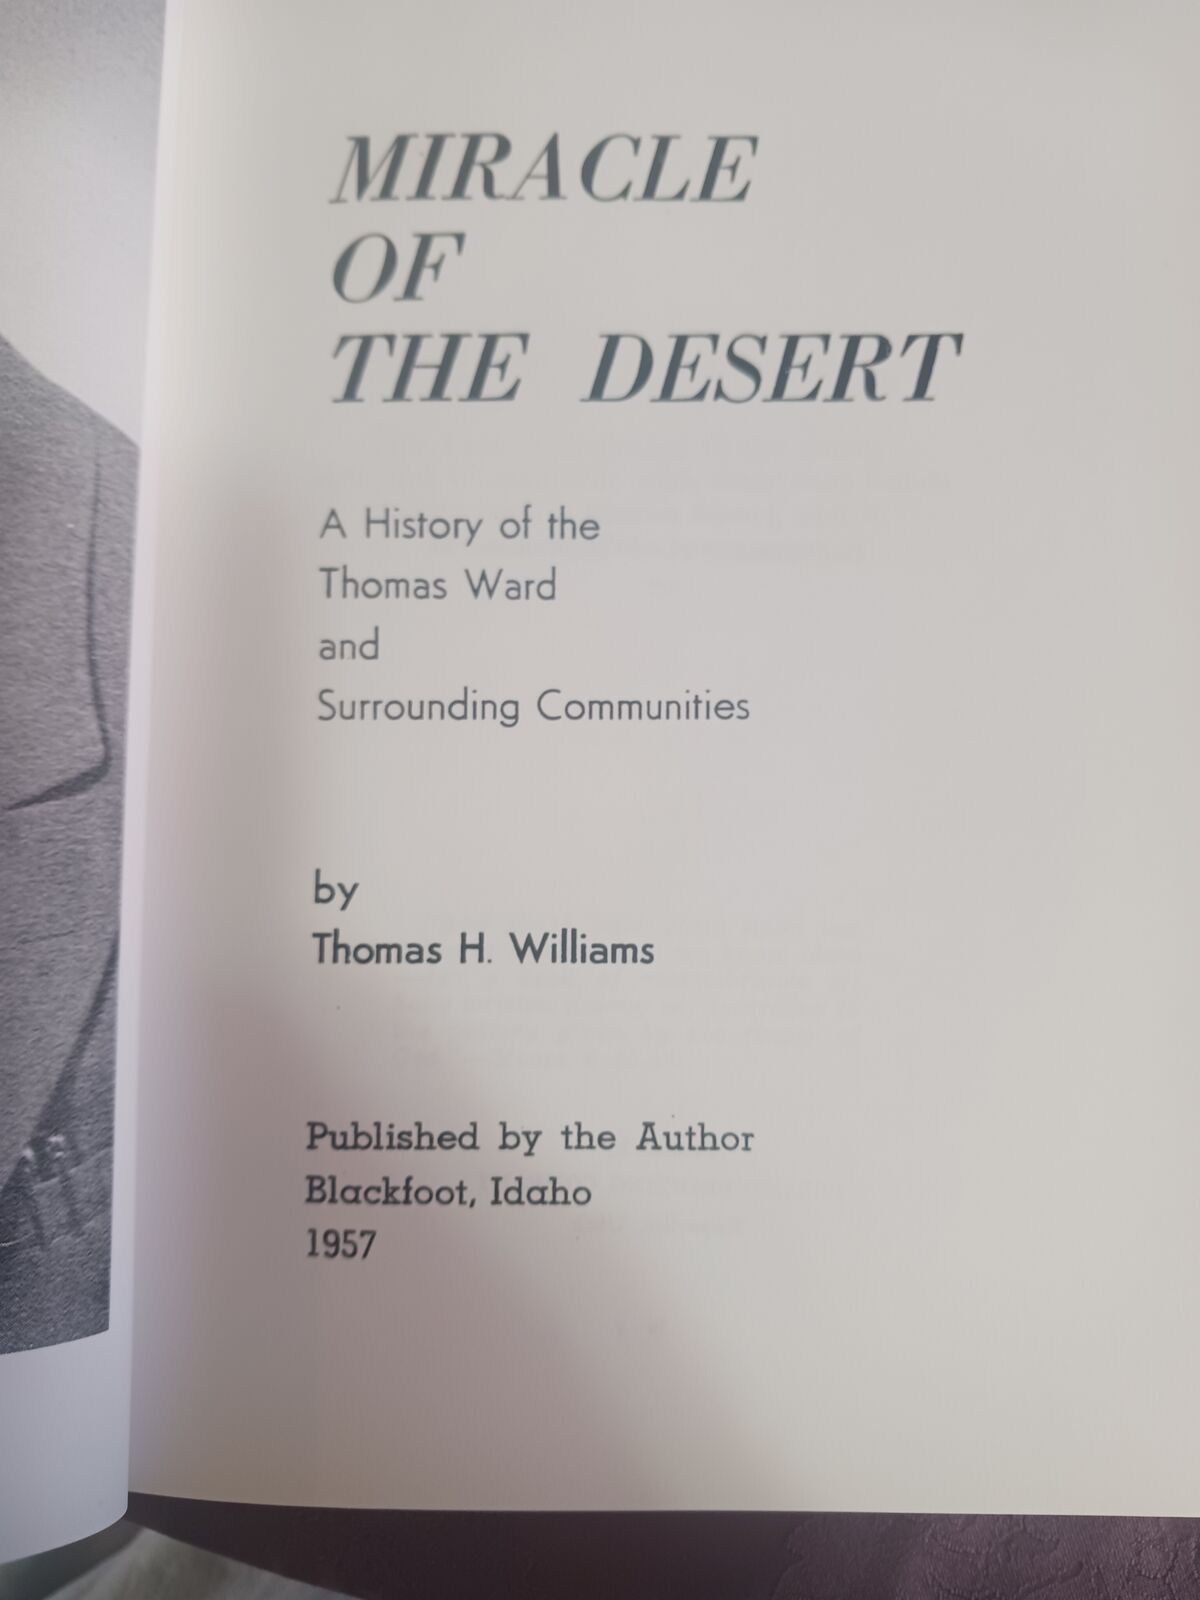 MIRACLE
OF
THE DESERT
A History of the
Thomas Ward
and
Surrounding Communities
by
Thomas H. Williams
Published by the Author
Blackfoot, Idaho
1957